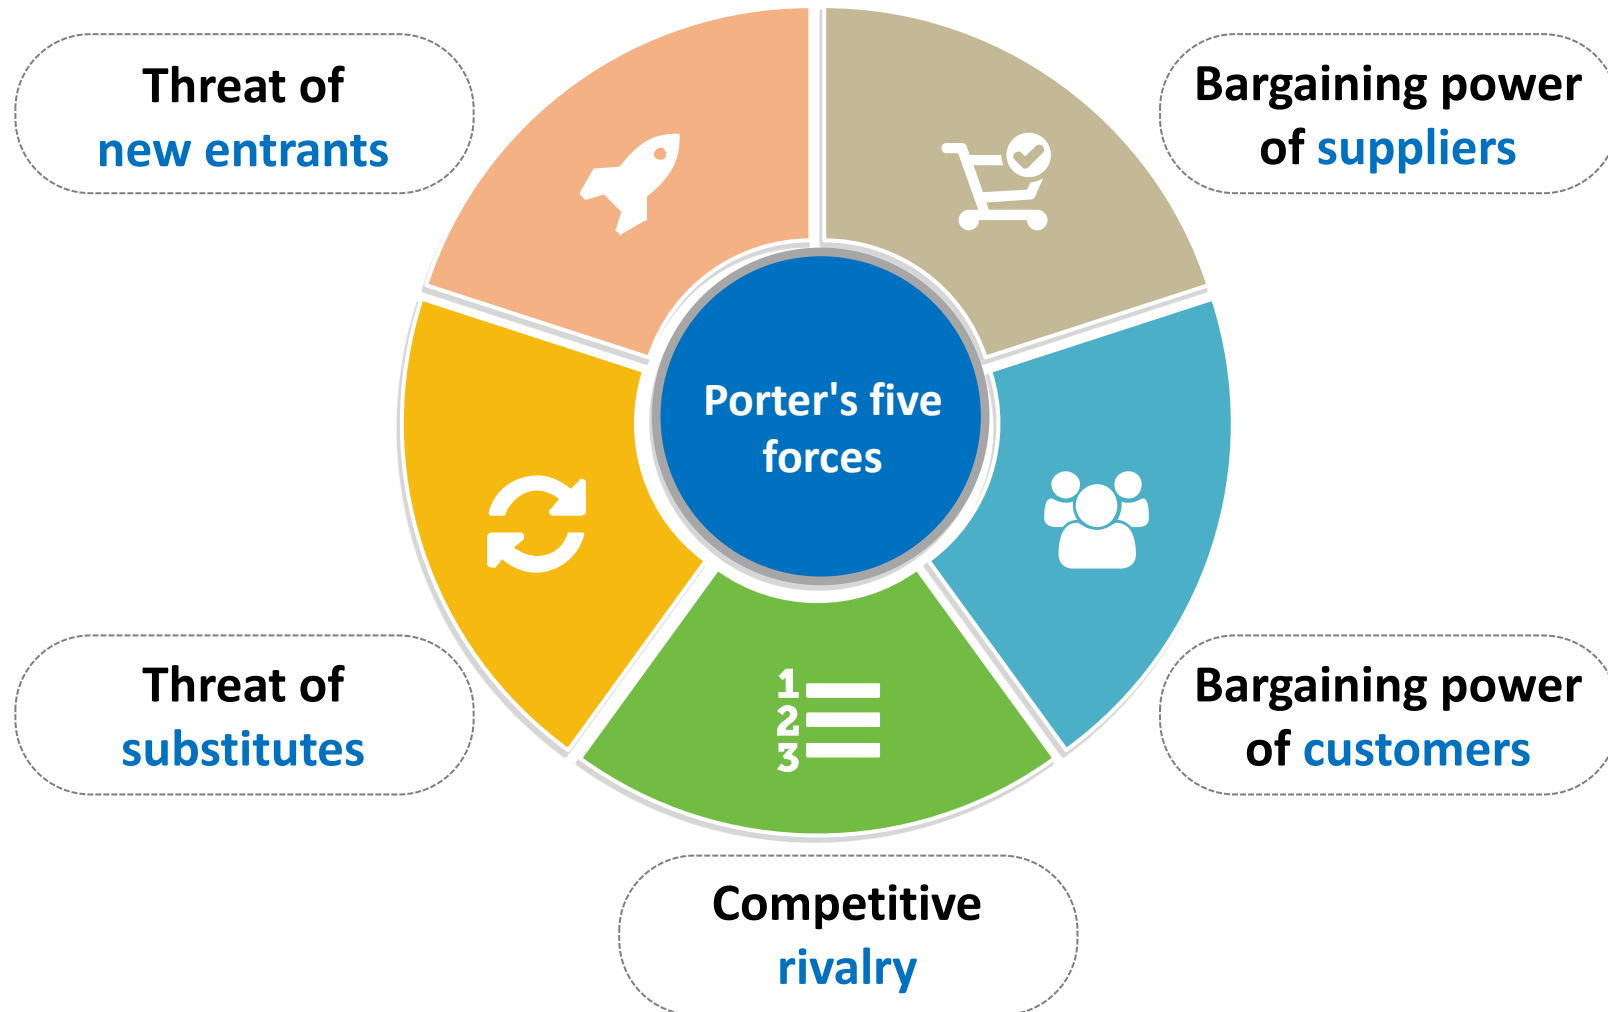 Threat of
new entrants
Bargaining power
of suppliers
Porter's five
forces
1
2
3
Threat of
substitutes
Bargaining power
of customers
Competitive
rivalry